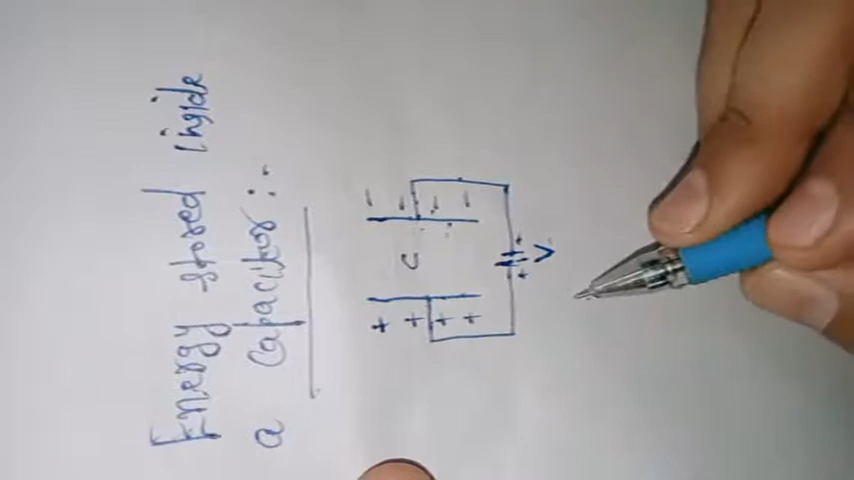 Energy stored inside
a capacitor :-
- - - -
C
+ + + +
V